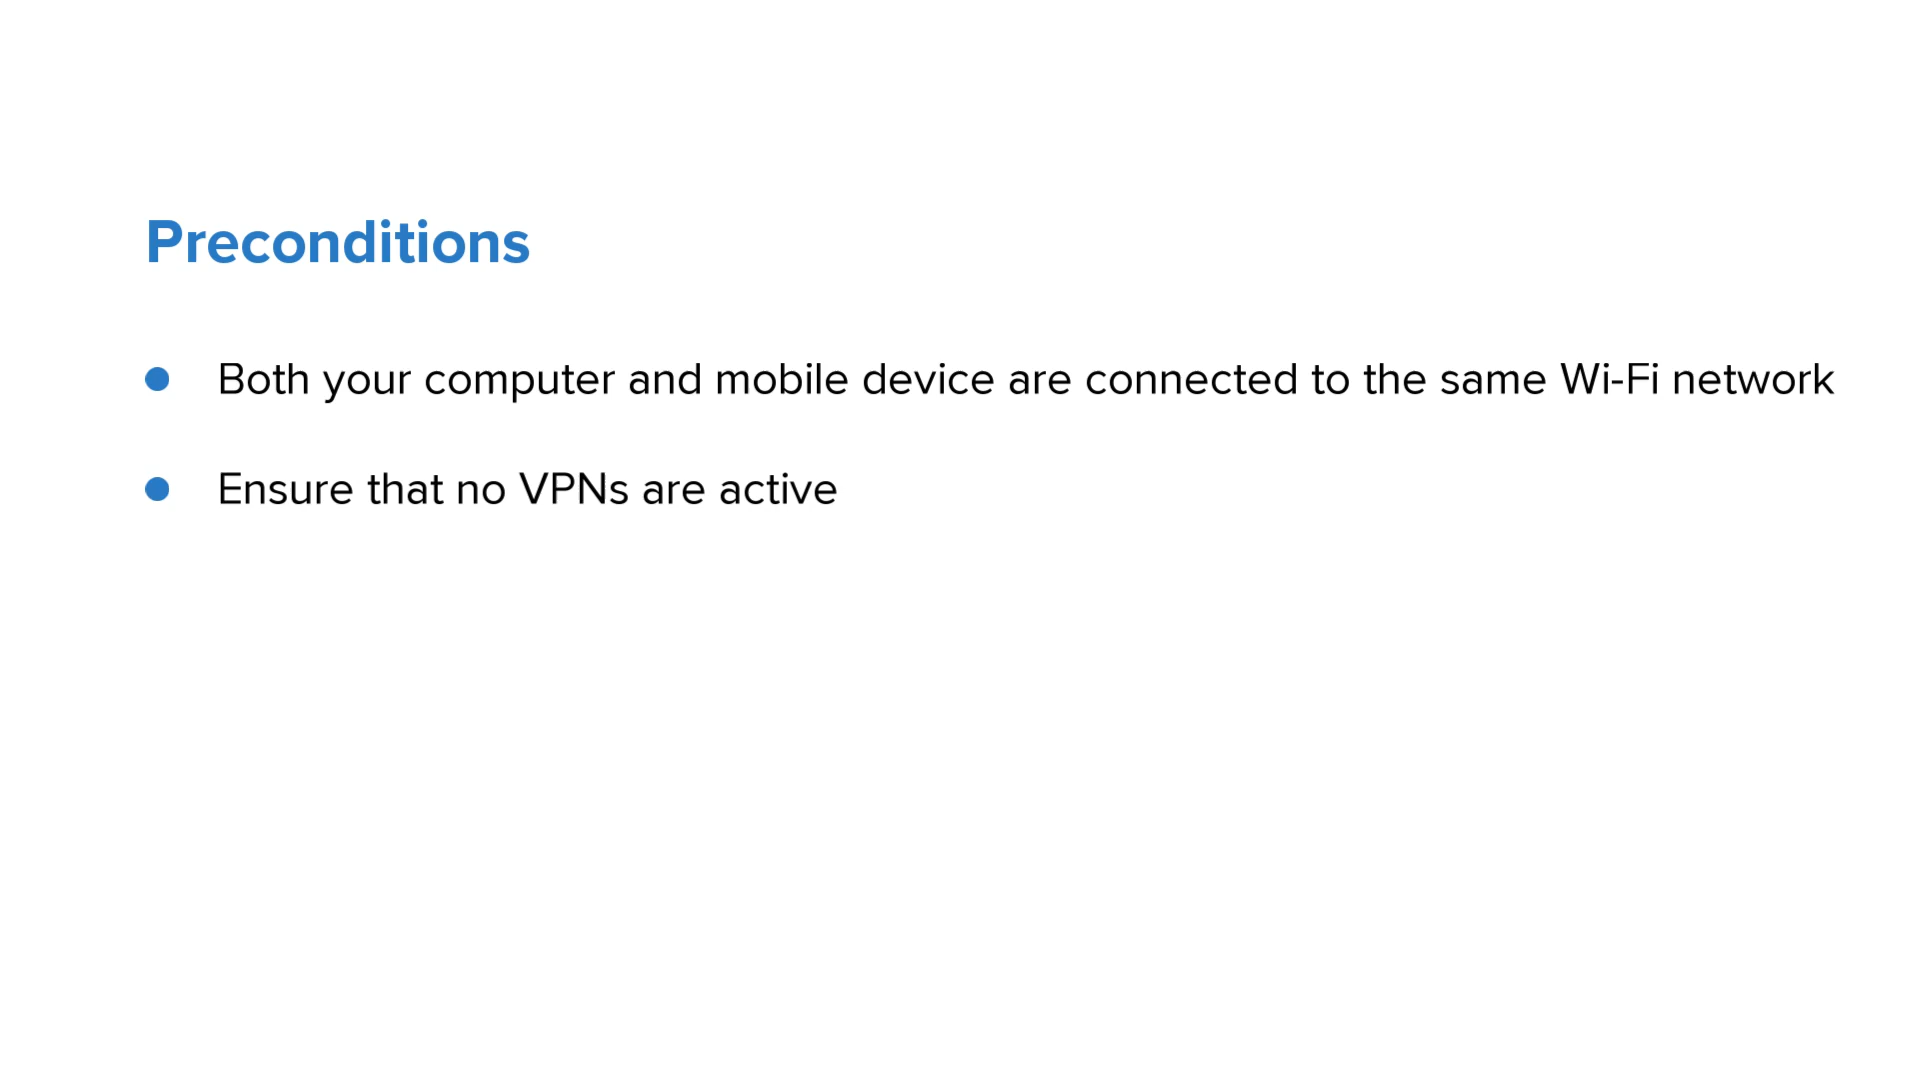 Preconditions
Both your computer and mobile device are connected to the same Wi-Fi network
Ensure that no VPNs are active